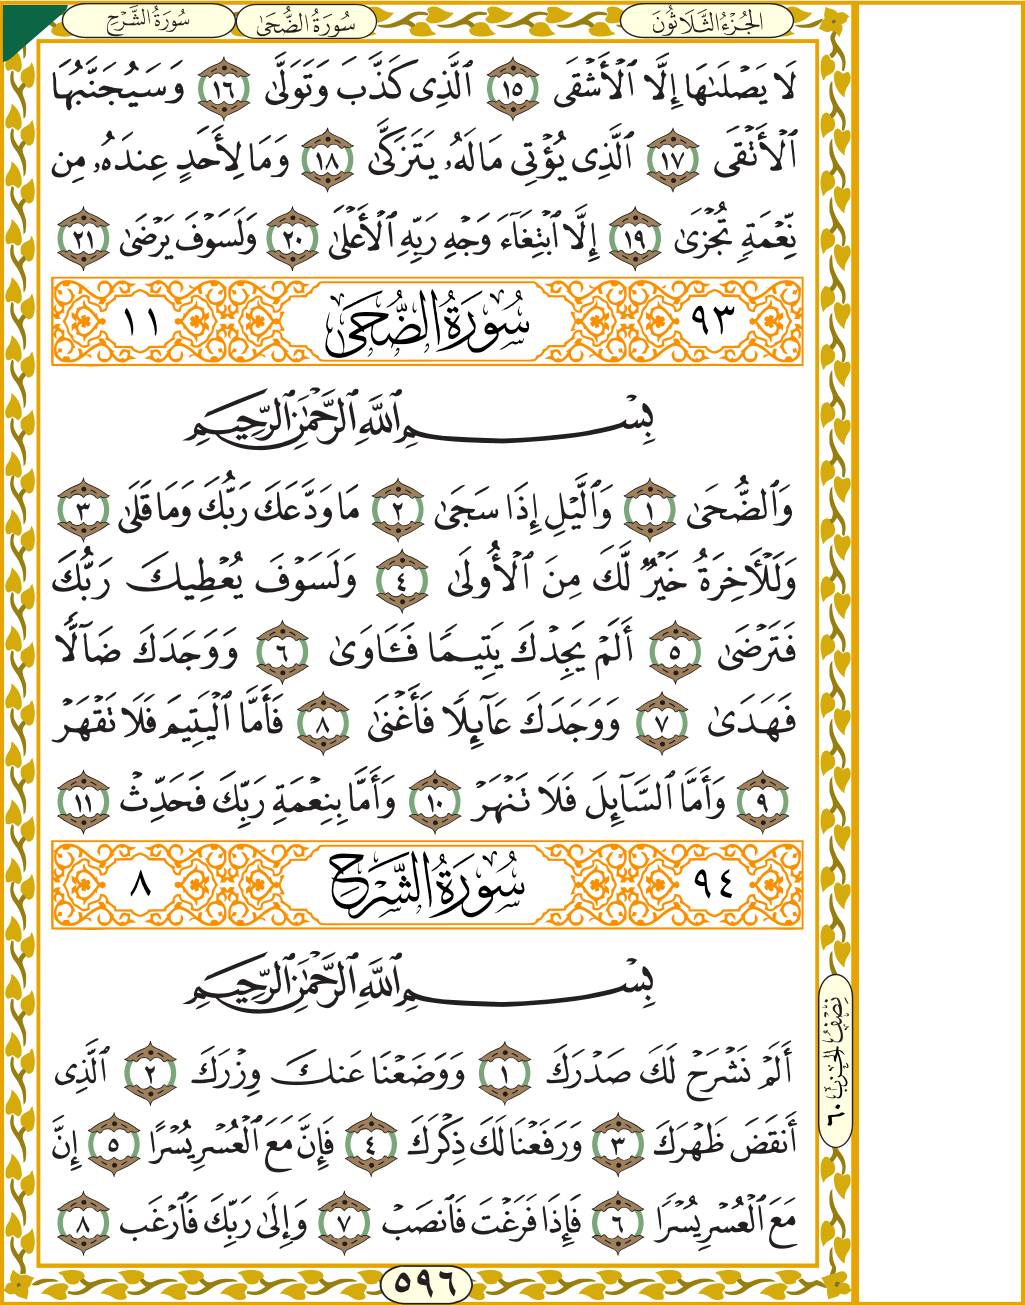 الجُزْءُ الثَّلَاثُونَ سُورَةُ الضُّحَىٰ سُورَةُ الشَّرْحِ
لَا يَصْلَىٰهَآ إِلَّا ٱلْأَشْقَى ١٥ ٱلَّذِى كَذَّبَ وَتَوَلَّىٰ ١٦ وَسَيُجَنَّبُهَا
ٱلْأَتْقَى ١٧ ٱلَّذِى يُؤْتِى مَالَهُۥ يَتَزَكَّىٰ ١٨ وَمَا لِأَحَدٍ عِندَهُۥ مِن
نِّعْمَةٍ تُجْزَىٰٓ ١٩ إِلَّا ٱبْتِغَآءَ وَجْهِ رَبِّهِ ٱلْأَعْلَىٰ ٢٠ وَلَسَوْفَ يَرْضَىٰ ٢١
٩٣ سُورَةُ الضُّحَىٰ ١١
بِسْمِ ٱللَّهِ ٱلرَّحْمَٰنِ ٱلرَّحِيمِ
وَٱلضُّحَىٰ ١ وَٱلَّيْلِ إِذَا سَجَىٰ ٢ مَا وَدَّعَكَ رَبُّكَ وَمَا قَلَىٰ ٣
وَلَلْءَاخِرَةُ خَيْرٌ لَّكَ مِنَ ٱلْأُولَىٰ ٤ وَلَسَوْفَ يُعْطِيكَ رَبُّكَ
فَتَرْضَىٰٓ ٥ أَلَمْ يَجِدْكَ يَتِيمًا فَـَٔاوَىٰ ٦ وَوَجَدَكَ ضَآلًّا
فَهَدَىٰ ٧ وَوَجَدَكَ عَآئِلًا فَأَغْنَىٰ ٨ فَأَمَّا ٱلْيَتِيمَ فَلَا تَقْهَرْ
٩ وَأَمَّا ٱلسَّآئِلَ فَلَا تَنْهَرْ ١٠ وَأَمَّا بِنِعْمَةِ رَبِّكَ فَحَدِّثْ ١١
٩٤ سُورَةُ الشَّرْحِ ٨
بِسْمِ ٱللَّهِ ٱلرَّحْمَٰنِ ٱلرَّحِيمِ
أَلَمْ نَشْرَحْ لَكَ صَدْرَكَ ١ وَوَضَعْنَا عَنكَ وِزْرَكَ ٢ ٱلَّذِىٓ
أَنقَضَ ظَهْرَكَ ٣ وَرَفَعْنَا لَكَ ذِكْرَكَ ٤ فَإِنَّ مَعَ ٱلْعُسْرِ يُسْرًا ٥ إِنَّ
مَعَ ٱلْعُسْرِ يُسْرًا ٦ فَإِذَا فَرَغْتَ فَٱنصَبْ ٧ وَإِلَىٰ رَبِّكَ فَٱرْغَب ٨
نِصْفُ الحِزْبِ ٦٠
٥٩٦